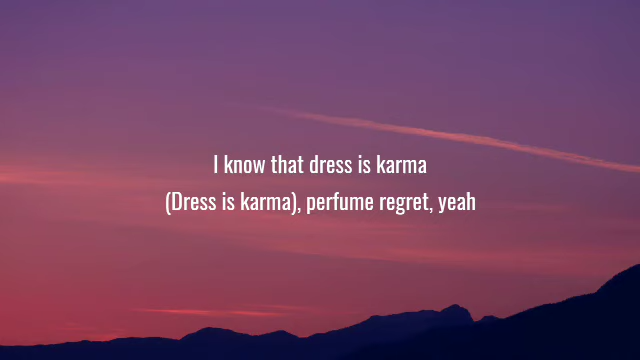 I know that dress is karma
(Dress is karma), perfume regret, yeah